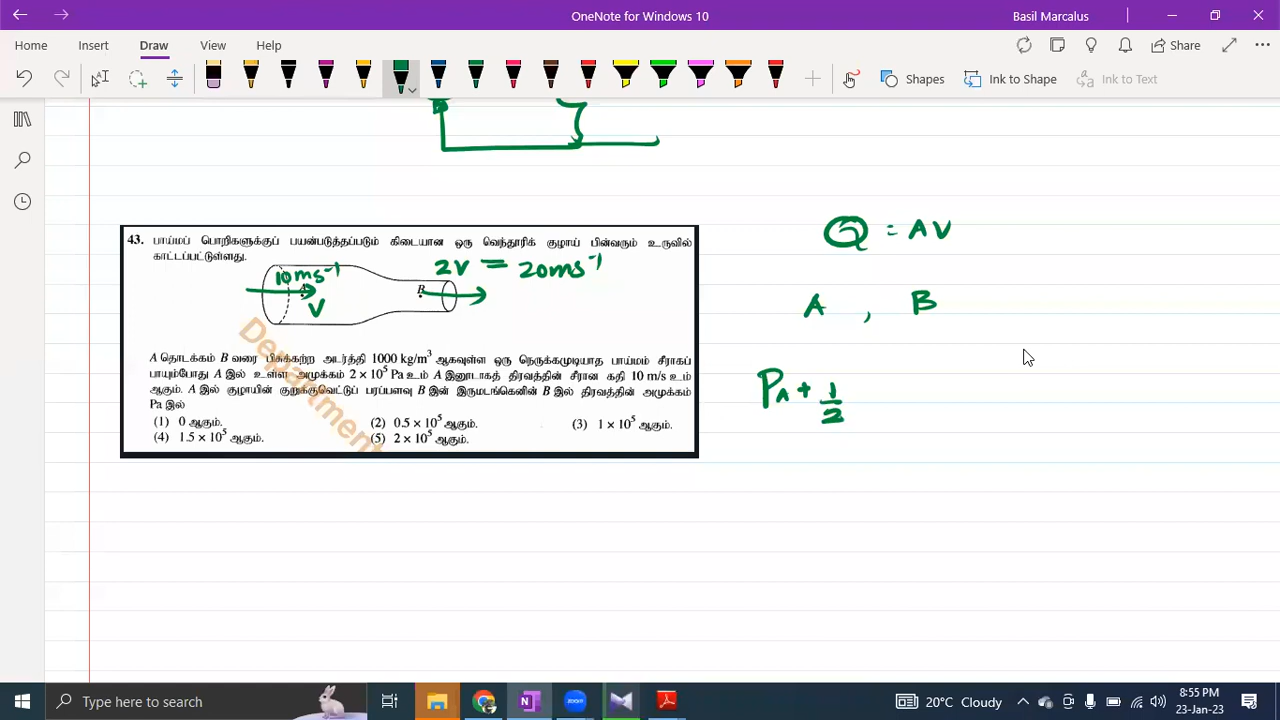 OneNote for Windows 10
Basil Marcalus
Home Insert Draw View Help
Share
Shapes Ink to Shape Ink to Text
43. பாய்மப் பொறிகளுக்குப் பயன்படுத்தப்படும் கிடையான ஒரு வெந்தூரிக் குழாய் பின்வரும் உருவில்
காட்டப்பட்டுள்ளது.
10ms⁻¹ 2V = 20ms⁻¹
A B
V
A தொடக்கம் B வரை பிசுக்கற்ற அடர்த்தி 1000 kg/m³ ஆகவுள்ள ஒரு நெருக்கமுடியாத பாய்மம் சீராகப்
பாயும்போது A இல் உள்ள அமுக்கம் 2 × 10⁵ Pa உம் A இனூடாகத் திரவத்தின் சீரான கதி 10 m/s உம்
ஆகும். A இல் குழாயின் குறுக்குவெட்டுப் பரப்பளவு B இன் இருமடங்கெனின் B இல் திரவத்தின் அமுக்கம்
Pa இல்
(1) 0 ஆகும். (2) 0.5 × 10⁵ ஆகும். (3) 1 × 10⁵ ஆகும்.
(4) 1.5 × 10⁵ ஆகும். (5) 2 × 10⁵ ஆகும்.
Department
Q = AV
A , B
P_A + 1/2
Type here to search
20°C Cloudy
8:55 PM
23-Jan-23